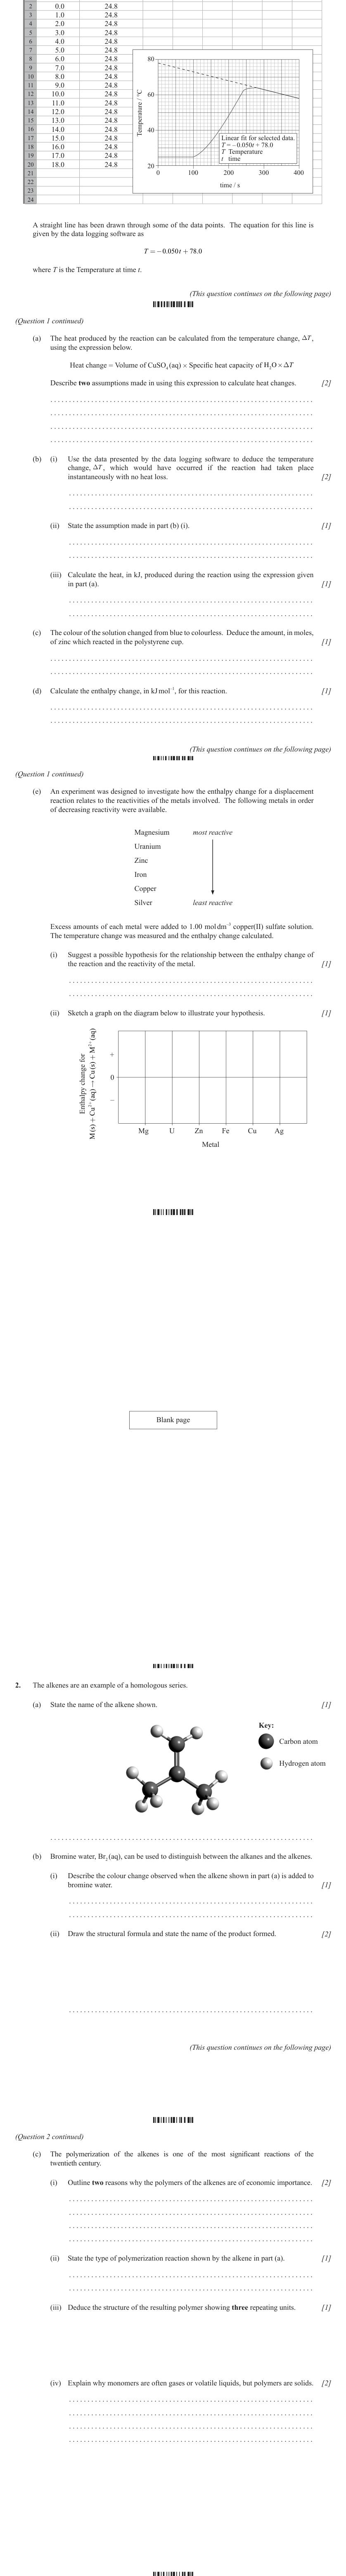 2 0.0 24.8
3 1.0 24.8
4 2.0 24.8
5 3.0 24.8
6 4.0 24.8
7 5.0 24.8
8 6.0 24.8
9 7.0 24.8
10 8.0 24.8
11 9.0 24.8
12 10.0 24.8
13 11.0 24.8
14 12.0 24.8
15 13.0 24.8
16 14.0 24.8
17 15.0 24.8
18 16.0 24.8
19 17.0 24.8
20 18.0 24.8
21
22
23
24
80
60
40
20
Temperature / °C
0 100 200 300 400
time / s
Linear fit for selected data.
T = – 0.050t + 78.0
T Temperature
t time
A straight line has been drawn through some of the data points. The equation for this line is
given by the data logging software as
T = −0.050t + 78.0
where T is the Temperature at time t.
(This question continues on the following page)
(Question 1 continued)
(a) The heat produced by the reaction can be calculated from the temperature change, ΔT,
using the expression below.
Heat change = Volume of CuSO₄(aq) × Specific heat capacity of H₂O × ΔT
Describe two assumptions made in using this expression to calculate heat changes. [2]
(b) (i) Use the data presented by the data logging software to deduce the temperature
change, ΔT, which would have occurred if the reaction had taken place
instantaneously with no heat loss. [2]
(ii) State the assumption made in part (b) (i). [1]
(iii) Calculate the heat, in kJ, produced during the reaction using the expression given
in part (a). [1]
(c) The colour of the solution changed from blue to colourless. Deduce the amount, in moles,
of zinc which reacted in the polystyrene cup. [1]
(d) Calculate the enthalpy change, in kJ mol⁻¹, for this reaction. [1]
(This question continues on the following page)
(Question 1 continued)
(e) An experiment was designed to investigate how the enthalpy change for a displacement
reaction relates to the reactivities of the metals involved. The following metals in order
of decreasing reactivity were available.
Magnesium most reactive
Uranium
Zinc
Iron
Copper
Silver least reactive
Excess amounts of each metal were added to 1.00 mol dm⁻³ copper(II) sulfate solution.
The temperature change was measured and the enthalpy change calculated.
(i) Suggest a possible hypothesis for the relationship between the enthalpy change of
the reaction and the reactivity of the metal. [1]
(ii) Sketch a graph on the diagram below to illustrate your hypothesis. [1]
Enthalpy change for
M(s) + Cu²⁺(aq) → Cu(s) + M²⁺(aq)
+
0
−
Mg U Zn Fe Cu Ag
Metal
Blank page
2. The alkenes are an example of a homologous series.
(a) State the name of the alkene shown. [1]
Key:
Carbon atom
Hydrogen atom
(b) Bromine water, Br₂(aq), can be used to distinguish between the alkanes and the alkenes.
(i) Describe the colour change observed when the alkene shown in part (a) is added to
bromine water. [1]
(ii) Draw the structural formula and state the name of the product formed. [2]
(This question continues on the following page)
(Question 2 continued)
(c) The polymerization of the alkenes is one of the most significant reactions of the
twentieth century.
(i) Outline two reasons why the polymers of the alkenes are of economic importance. [2]
(ii) State the type of polymerization reaction shown by the alkene in part (a). [1]
(iii) Deduce the structure of the resulting polymer showing three repeating units. [1]
(iv) Explain why monomers are often gases or volatile liquids, but polymers are solids. [2]